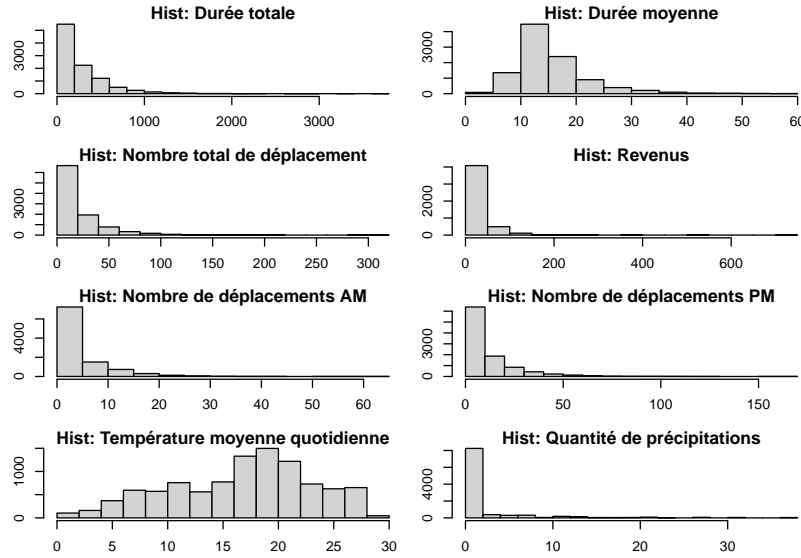 Hist: Durée totale
0 3000
0 1000 2000 3000
Hist: Durée moyenne
0 3000
0 10 20 30 40 50 60
Hist: Nombre total de déplacement
0 3000
0 50 100 150 200 250 300
Hist: Revenus
0 2000
0 200 400 600
Hist: Nombre de déplacements AM
0 4000
0 10 20 30 40 50 60
Hist: Nombre de déplacements PM
0 3000
0 50 100 150
Hist: Température moyenne quotidienne
0 1000
0 5 10 15 20 25 30
Hist: Quantité de précipitations
0 4000
0 10 20 30